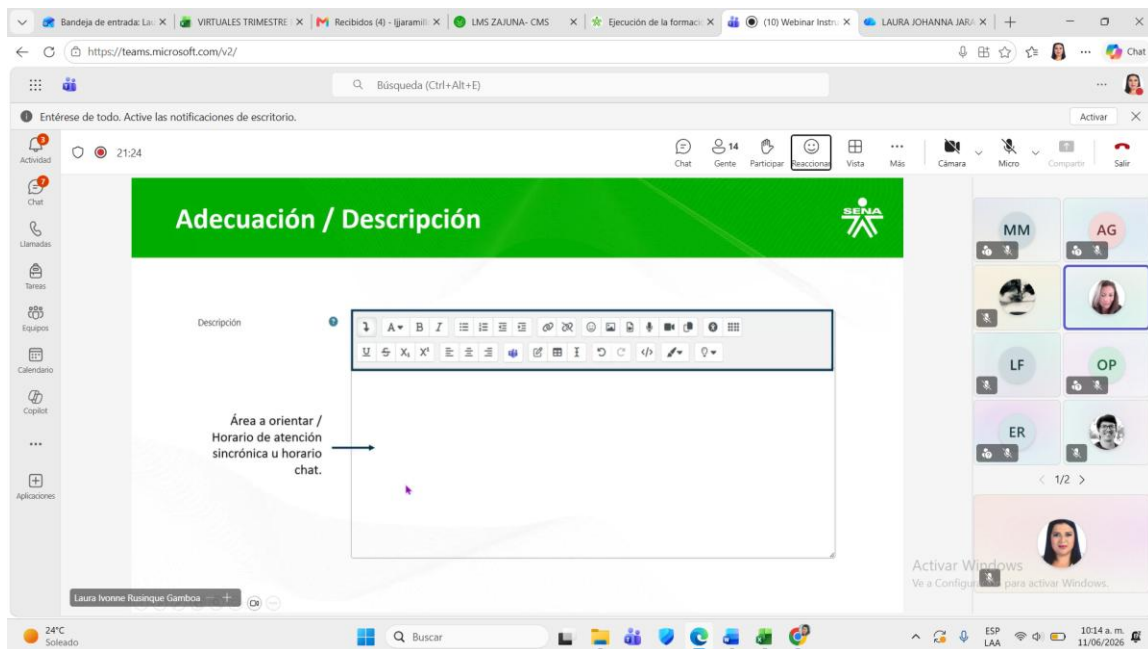 Bandeja de entrada: La
VIRTUALES TRIMESTRE
Recibidos (4) - ljjaramill
LMS ZAJUNA- CMS
Ejecución de la formaci
(10) Webinar Instru
LAURA JOHANNA JARA
https://teams.microsoft.com/v2/
Chat
Búsqueda (Ctrl+Alt+E)
Entérese de todo. Active las notificaciones de escritorio.
Activar
21:24
Chat
14
Gente
Participar
Reaccionar
Vista
Más
Cámara
Micro
Compartir
Salir
3
Actividad
7
Chat
Llamadas
Tareas
Equipos
Calendario
Copilot
Aplicaciones
Adecuación / Descripción
SENA
Descripción
Área a orientar /
Horario de atención
sincrónica u horario
chat.
MM
AG
LF
OP
ER
1/2
Laura Ivonne Rusinque Gamboa
Activar Windows
Ve a Configu para activar Windows.
24°C
Soleado
Buscar
ESP
LAA
10:14 a. m.
11/06/2026